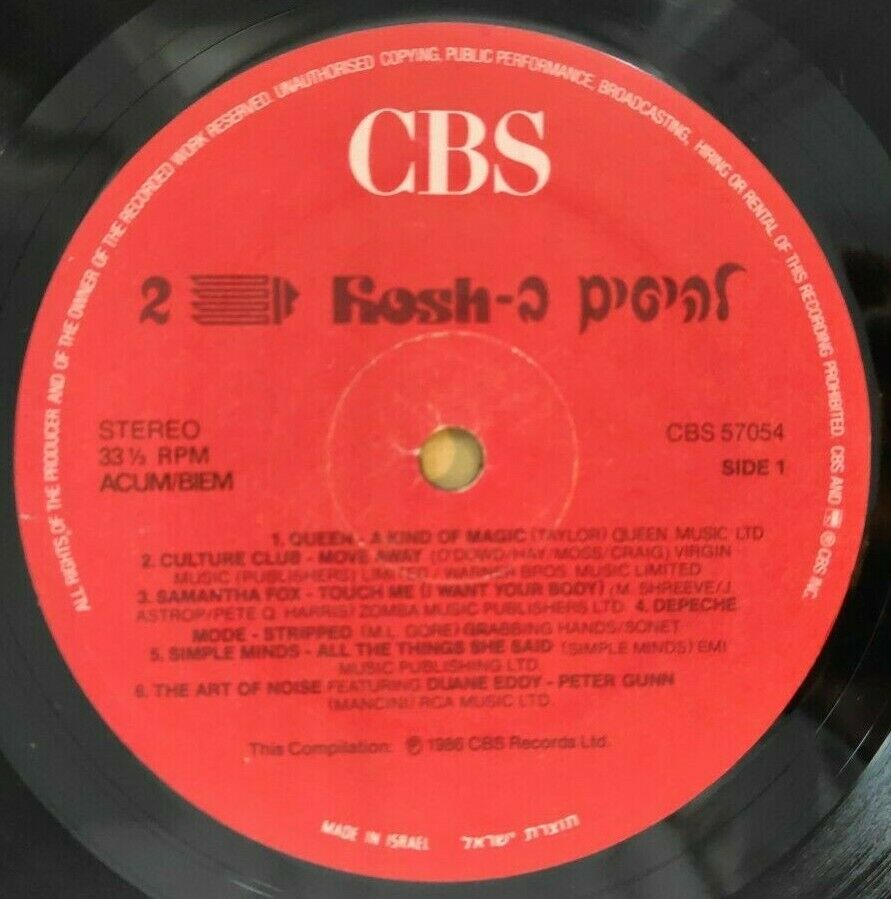 ALL RIGHTS OF THE PRODUCER AND OF THE OWNER OF THE RECORDED WORK RESERVED. UNAUTHORISED COPYING, PUBLIC PERFORMANCE, BROADCASTING, HIRING OR RENTAL OF THIS RECORDING PROHIBITED. CBS AND ® CBS INC.
CBS
להיטים ב-Rosh 2
STEREO
33⅓ RPM
ACUM/BIEM
CBS 57054
SIDE 1
1. QUEEN - A KIND OF MAGIC (TAYLOR) QUEEN MUSIC LTD
2. CULTURE CLUB - MOVE AWAY (O'DOWD/HAY/MOSS/CRAIG) VIRGIN
MUSIC (PUBLISHERS) LIMITED / WARNER BROS. MUSIC LIMITED
3. SAMANTHA FOX - TOUCH ME (I WANT YOUR BODY) (M. SHREEVE/J.
ASTROP/PETE Q. HARRIS) ZOMBA MUSIC PUBLISHERS LTD. 4. DEPECHE
MODE - STRIPPED (M.L. GORE) GRABBING HANDS/SONET
5. SIMPLE MINDS - ALL THE THINGS SHE SAID (SIMPLE MINDS) EMI
MUSIC PUBLISHING LTD.
6. THE ART OF NOISE FEATURING DUANE EDDY - PETER GUNN
(MANCINI) RCA MUSIC LTD.
This Compilation: ℗ 1986 CBS Records Ltd.
MADE IN ISRAEL תוצרת ישראל